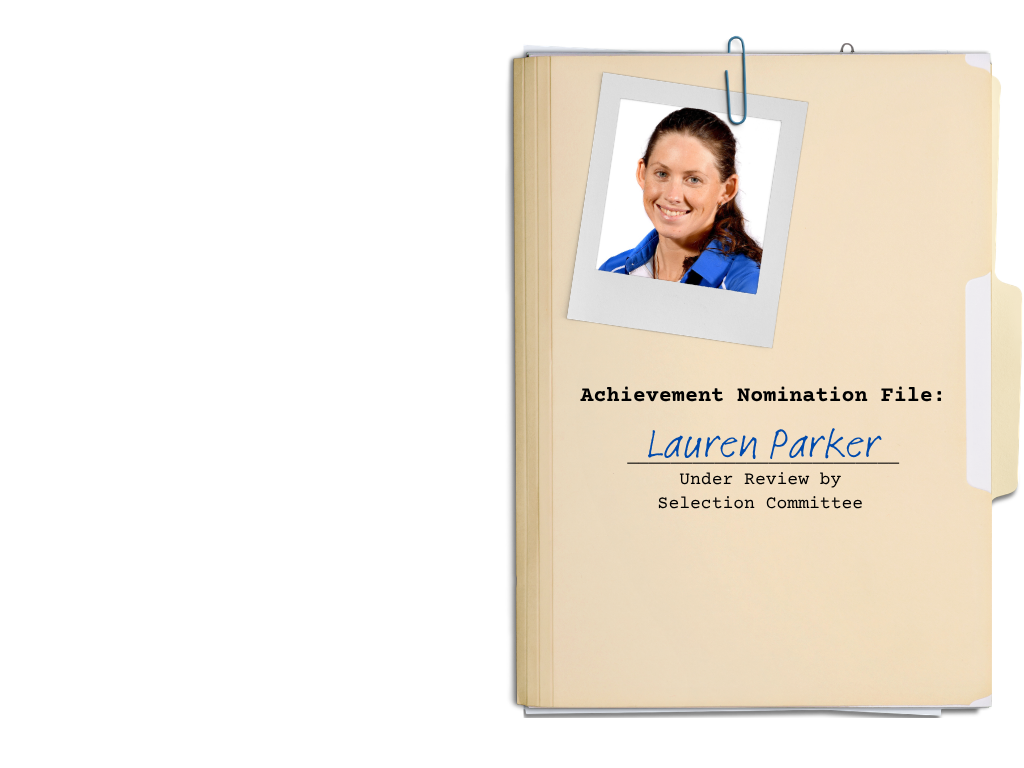 Achievement Nomination File:
Lauren Parker
Under Review by
Selection Committee